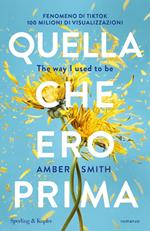 FENOMENO DI TIKTOK
100 MILIONI DI VISUALIZZAZIONI
QUELLA
The way I used to be
CHE
ERO
AMBER SMITH
PRIMA
Sperling & Kupfer
romanzo